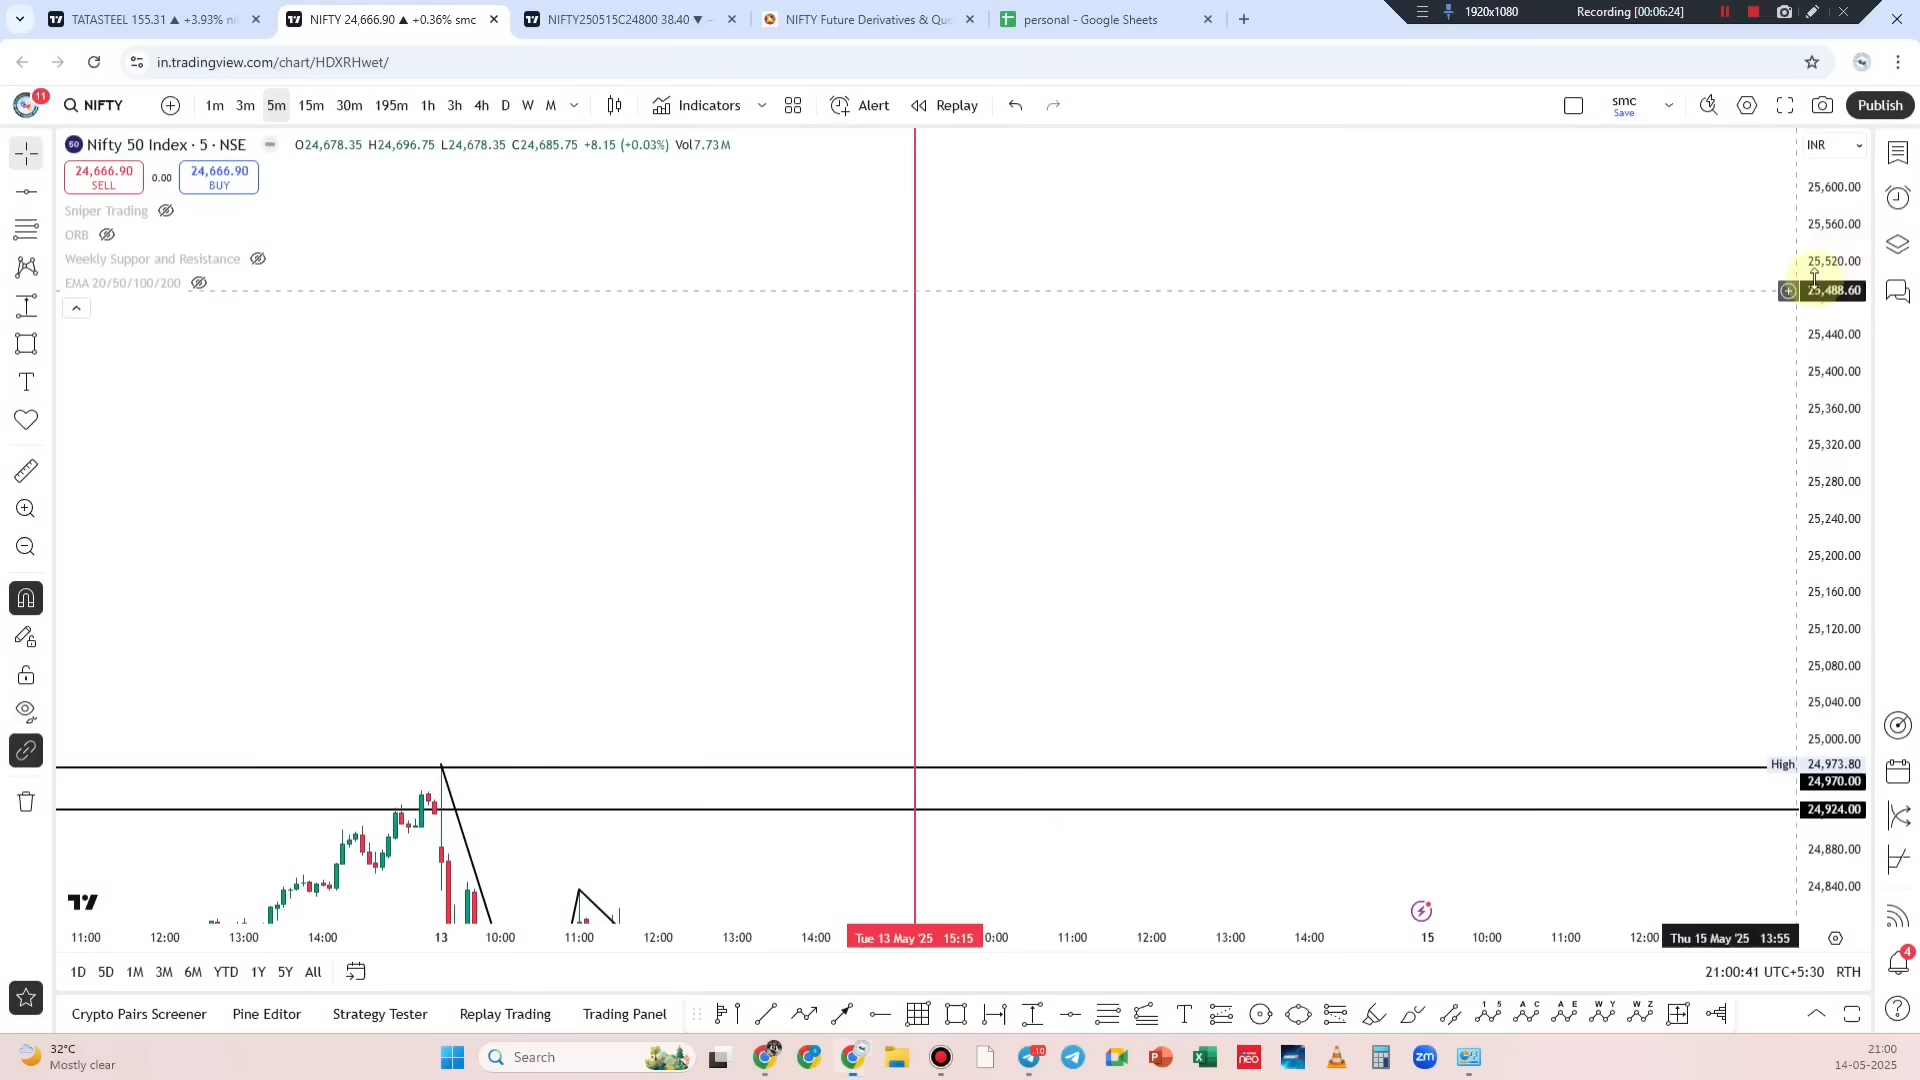 TATASTEEL 155.31 ▲ +3.93% ni
NIFTY 24,666.90 ▲ +0.36% smc
NIFTY250515C24800 38.40 ▼
NIFTY Future Derivatives & Quo
personal - Google Sheets
1920x1080
Recording [00:06:24]
in.tradingview.com/chart/HDXRHwet/
11
NIFTY
1m 3m 5m 15m 30m 195m 1h 3h 4h D W M
Indicators
Alert
Replay
smc
Save
Publish
Nifty 50 Index · 5 · NSE
O24,678.35 H24,696.75 L24,678.35 C24,685.75 +8.15 (+0.03%) Vol7.73M
INR
24,666.90
SELL
0.00
24,666.90
BUY
Sniper Trading
ORB
Weekly Suppor and Resistance
EMA 20/50/100/200
25,600.00
25,560.00
25,520.00
25,488.60
25,440.00
25,400.00
25,360.00
25,320.00
25,280.00
25,240.00
25,200.00
25,160.00
25,120.00
25,080.00
25,040.00
25,000.00
High 24,973.80
24,970.00
24,924.00
24,880.00
24,840.00
11:00 12:00 13:00 14:00 13 10:00 11:00 12:00 13:00 14:00 Tue 13 May '25 15:15 0:00 11:00 12:00 13:00 14:00 15 10:00 11:00 12:00 Thu 15 May '25 13:55
1D 5D 1M 3M 6M YTD 1Y 5Y All
21:00:41 UTC+5:30 RTH
4
Crypto Pairs Screener
Pine Editor
Strategy Tester
Replay Trading
Trading Panel
32°C
Mostly clear
Search
10
neo
zm
21:00
14-05-2025